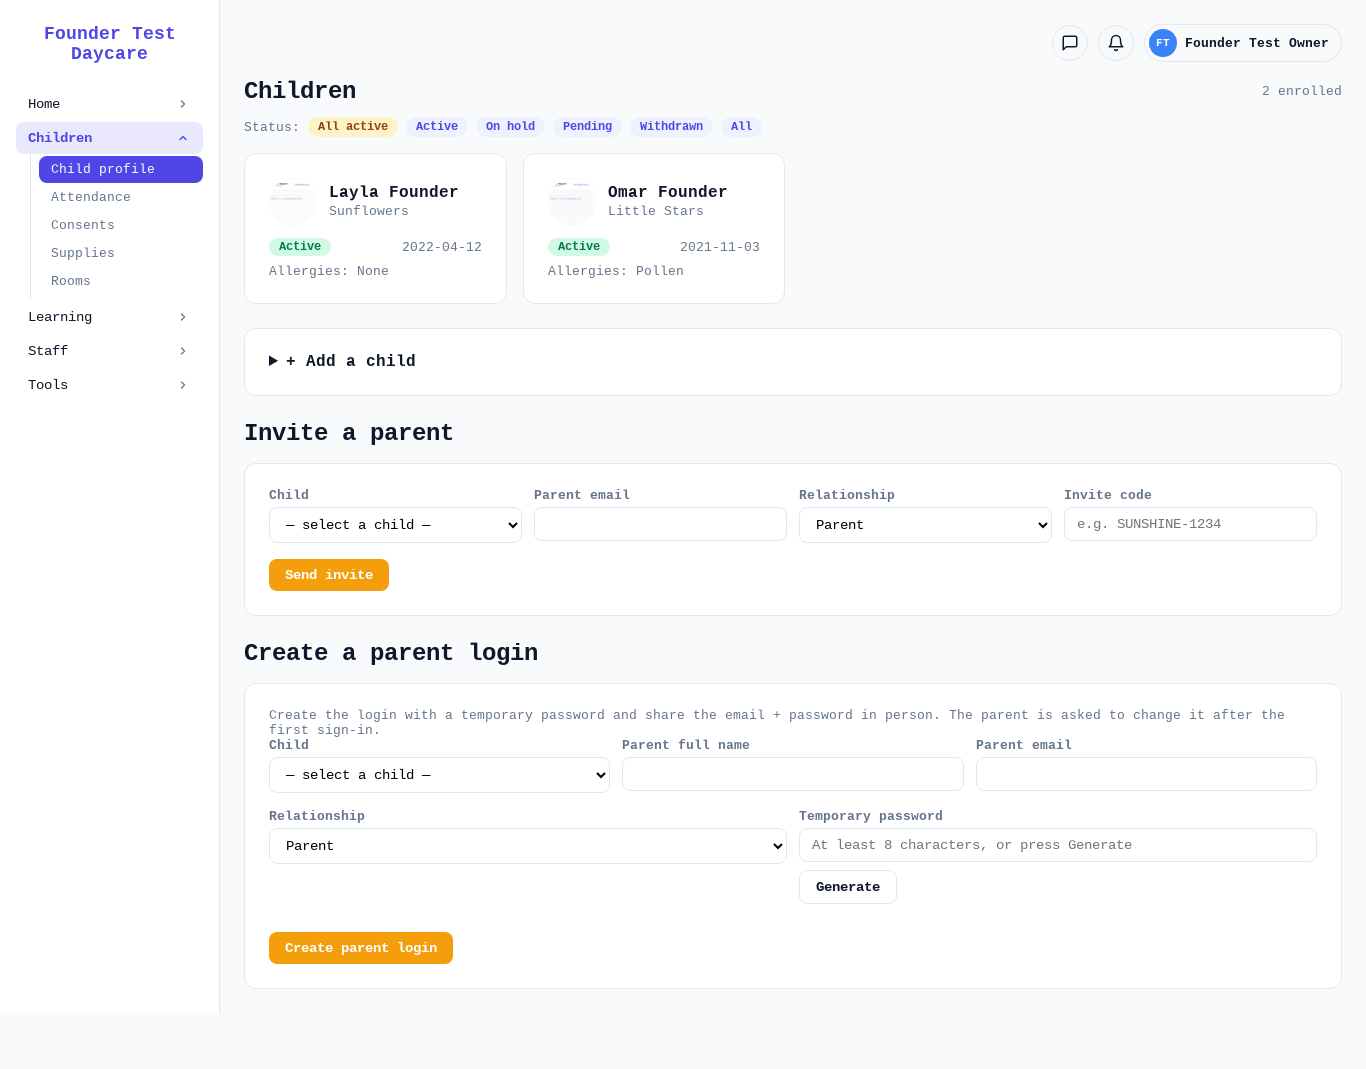 Founder Test
Daycare
FT Founder Test Owner
Home
Children
Child profile
Attendance
Consents
Supplies
Rooms
Learning
Staff
Tools
Children
2 enrolled
Status: All active Active On hold Pending Withdrawn All
Layla Founder
Sunflowers
Active 2022-04-12
Allergies: None
Omar Founder
Little Stars
Active 2021-11-03
Allergies: Pollen
+ Add a child
Invite a parent
Child Parent email Relationship Invite code
— select a child — Parent e.g. SUNSHINE-1234
Send invite
Create a parent login
Create the login with a temporary password and share the email + password in person. The parent is asked to change it after the
first sign-in.
Child Parent full name Parent email
— select a child —
Relationship Temporary password
Parent At least 8 characters, or press Generate
Generate
Create parent login